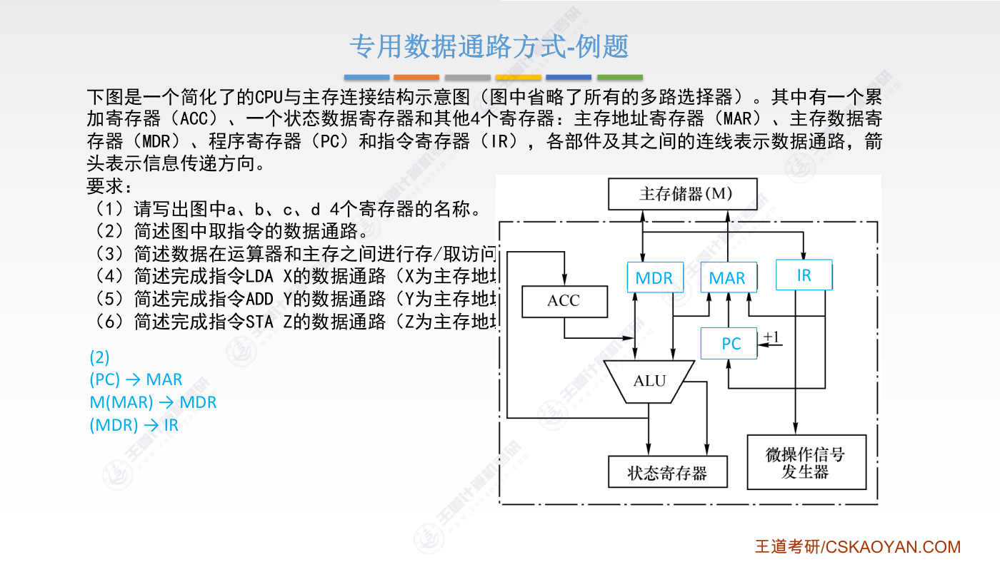 专用数据通路方式-例题
下图是一个简化了的CPU与主存连接结构示意图（图中省略了所有的多路选择器）。其中有一个累
加寄存器（ACC）、一个状态数据寄存器和其他4个寄存器：主存地址寄存器（MAR）、主存数据寄
存器（MDR）、程序寄存器（PC）和指令寄存器（IR），各部件及其之间的连线表示数据通路，箭
头表示信息传递方向。
要求：
（1）请写出图中a、b、c、d 4个寄存器的名称。
（2）简述图中取指令的数据通路。
（3）简述数据在运算器和主存之间进行存/取访问
（4）简述完成指令LDA X的数据通路（X为主存地址
（5）简述完成指令ADD Y的数据通路（Y为主存地址
（6）简述完成指令STA Z的数据通路（Z为主存地址
(2)
(PC) → MAR
M(MAR) → MDR
(MDR) → IR
主存储器(M)
MDR
MAR
IR
ACC
PC
+1
ALU
状态寄存器
微操作信号
发生器
王道考研/CSKAOYAN.COM